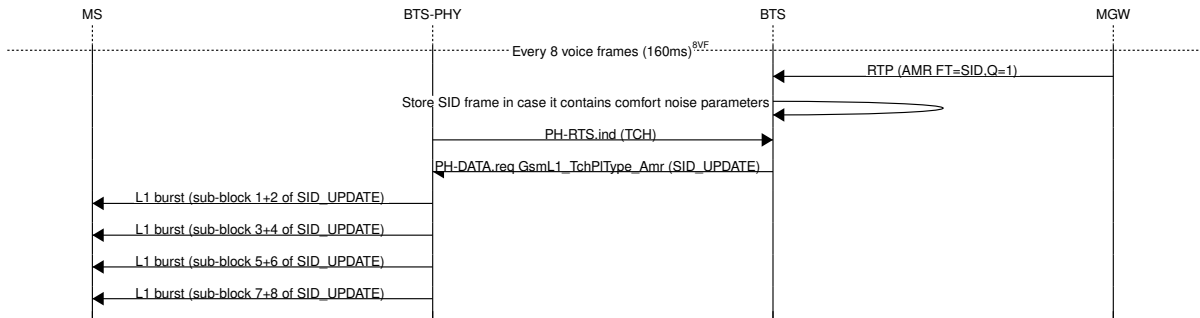 MS BTS-PHY BTS MGW
Every 8 voice frames (160ms)8VF
RTP (AMR FT=SID,Q=1)
Store SID frame in case it contains comfort noise parameters
PH-RTS.ind (TCH)
PH-DATA.req GsmL1_TchPlType_Amr (SID_UPDATE)
L1 burst (sub-block 1+2 of SID_UPDATE)
L1 burst (sub-block 3+4 of SID_UPDATE)
L1 burst (sub-block 5+6 of SID_UPDATE)
L1 burst (sub-block 7+8 of SID_UPDATE)